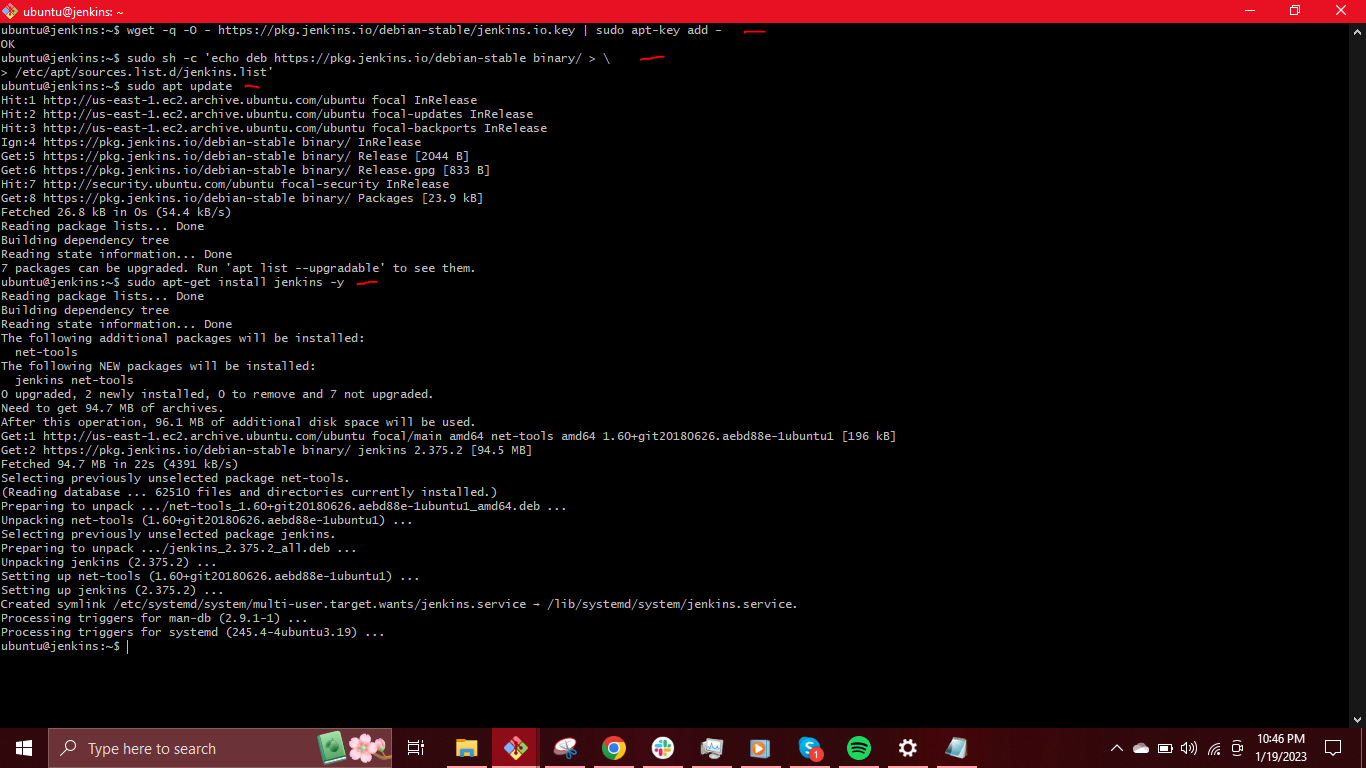 ubuntu@jenkins: ~
ubuntu@jenkins:~$ wget -q -O - https://pkg.jenkins.io/debian-stable/jenkins.io.key | sudo apt-key add -
OK
ubuntu@jenkins:~$ sudo sh -c 'echo deb https://pkg.jenkins.io/debian-stable binary/ > \
> /etc/apt/sources.list.d/jenkins.list'
ubuntu@jenkins:~$ sudo apt update
Hit:1 http://us-east-1.ec2.archive.ubuntu.com/ubuntu focal InRelease
Hit:2 http://us-east-1.ec2.archive.ubuntu.com/ubuntu focal-updates InRelease
Hit:3 http://us-east-1.ec2.archive.ubuntu.com/ubuntu focal-backports InRelease
Ign:4 https://pkg.jenkins.io/debian-stable binary/ InRelease
Get:5 https://pkg.jenkins.io/debian-stable binary/ Release [2044 B]
Get:6 https://pkg.jenkins.io/debian-stable binary/ Release.gpg [833 B]
Hit:7 http://security.ubuntu.com/ubuntu focal-security InRelease
Get:8 https://pkg.jenkins.io/debian-stable binary/ Packages [23.9 kB]
Fetched 26.8 kB in 0s (54.4 kB/s)
Reading package lists... Done
Building dependency tree
Reading state information... Done
7 packages can be upgraded. Run 'apt list --upgradable' to see them.
ubuntu@jenkins:~$ sudo apt-get install jenkins -y
Reading package lists... Done
Building dependency tree
Reading state information... Done
The following additional packages will be installed:
  net-tools
The following NEW packages will be installed:
  jenkins net-tools
0 upgraded, 2 newly installed, 0 to remove and 7 not upgraded.
Need to get 94.7 MB of archives.
After this operation, 96.1 MB of additional disk space will be used.
Get:1 http://us-east-1.ec2.archive.ubuntu.com/ubuntu focal/main amd64 net-tools amd64 1.60+git20180626.aebd88e-1ubuntu1 [196 kB]
Get:2 https://pkg.jenkins.io/debian-stable binary/ jenkins 2.375.2 [94.5 MB]
Fetched 94.7 MB in 22s (4391 kB/s)
Selecting previously unselected package net-tools.
(Reading database ... 62510 files and directories currently installed.)
Preparing to unpack .../net-tools_1.60+git20180626.aebd88e-1ubuntu1_amd64.deb ...
Unpacking net-tools (1.60+git20180626.aebd88e-1ubuntu1) ...
Selecting previously unselected package jenkins.
Preparing to unpack .../jenkins_2.375.2_all.deb ...
Unpacking jenkins (2.375.2) ...
Setting up net-tools (1.60+git20180626.aebd88e-1ubuntu1) ...
Setting up jenkins (2.375.2) ...
Created symlink /etc/systemd/system/multi-user.target.wants/jenkins.service → /lib/systemd/system/jenkins.service.
Processing triggers for man-db (2.9.1-1) ...
Processing triggers for systemd (245.4-4ubuntu3.19) ...
ubuntu@jenkins:~$
Type here to search
1
10:46 PM
1/19/2023